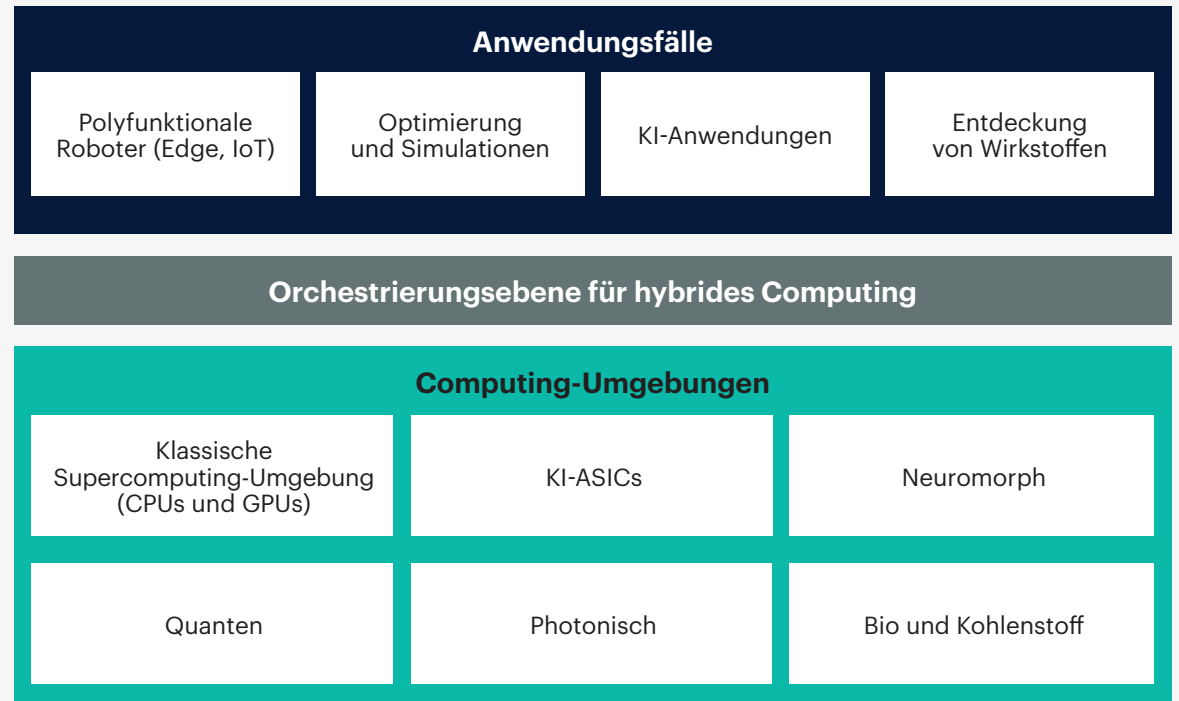 Anwendungsfälle
Polyfunktionale
Roboter (Edge, IoT)
Optimierung
und Simulationen
KI-Anwendungen
Entdeckung
von Wirkstoffen
Orchestrierungsebene für hybrides Computing
Computing-Umgebungen
Klassische
Supercomputing-Umgebung
(CPUs und GPUs)
KI-ASICs
Neuromorph
Quanten
Photonisch
Bio und Kohlenstoff